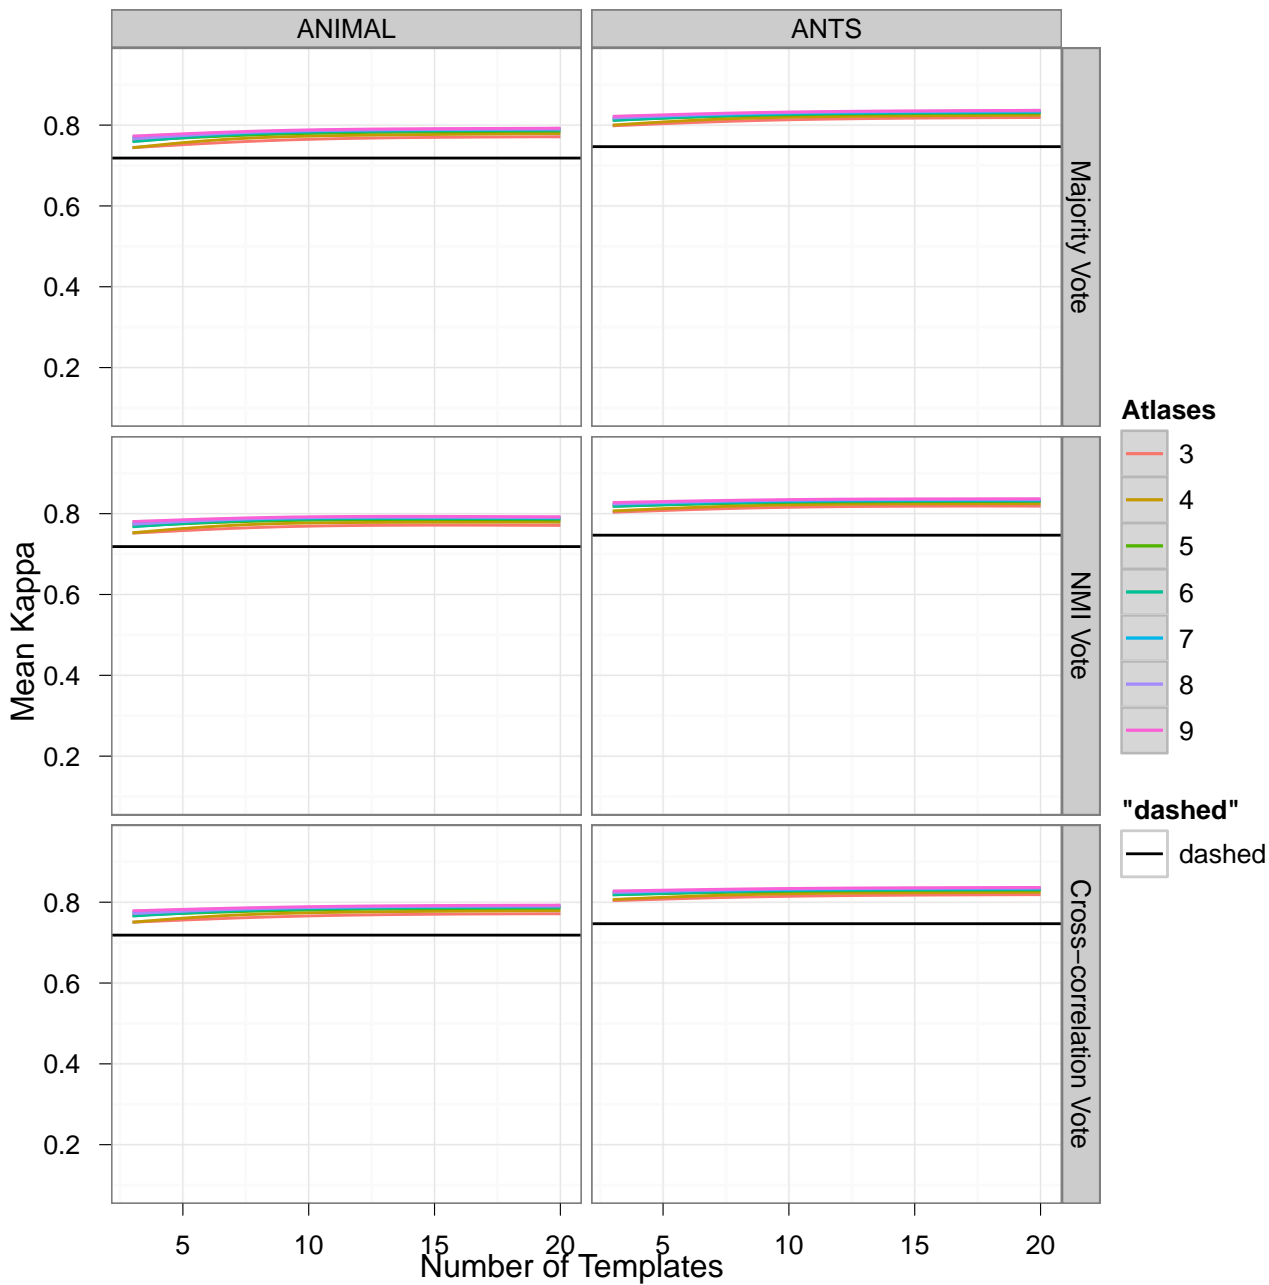 ANIMAL
ANTS
0.8
0.6
0.4
0.2
Majority Vote
0.8
0.6
0.4
0.2
NMI Vote
0.8
0.6
0.4
0.2
Cross−correlation Vote
5 10 15 20
5 10 15 20
Number of Templates
Mean Kappa
Atlases
3
4
5
6
7
8
9
"dashed"
dashed